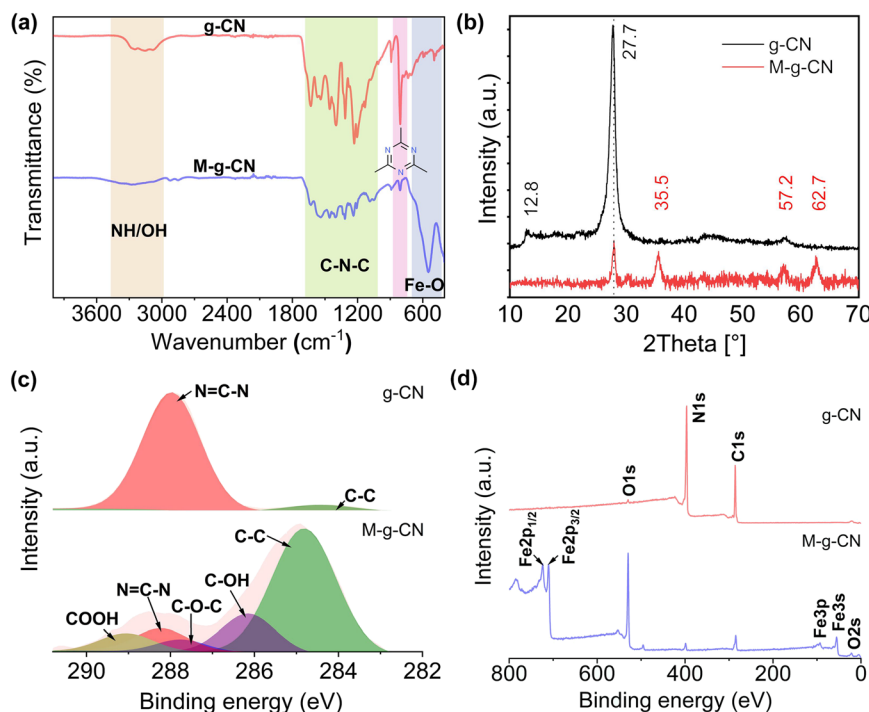 (a)
g-CN
M-g-CN
N
N
N
NH/OH
C-N-C
Fe-O
Transmittance (%)
3600 3000 2400 1800 1200 600
Wavenumber (cm-1)
(b)
27.7
g-CN
M-g-CN
12.8
35.5
57.2
62.7
Intensity (a.u.)
10 20 30 40 50 60 70
2Theta [°]
(c)
N=C-N
g-CN
C-C
M-g-CN
C-C
C-OH
N=C-N
C-O-C
COOH
Intensity (a.u.)
290 288 286 284 282
Binding energy (eV)
(d)
N1s
g-CN
C1s
O1s
M-g-CN
Fe2p1/2
Fe2p3/2
Fe3p
Fe3s
O2s
Intensity (a.u.)
800 600 400 200 0
Binding energy (eV)